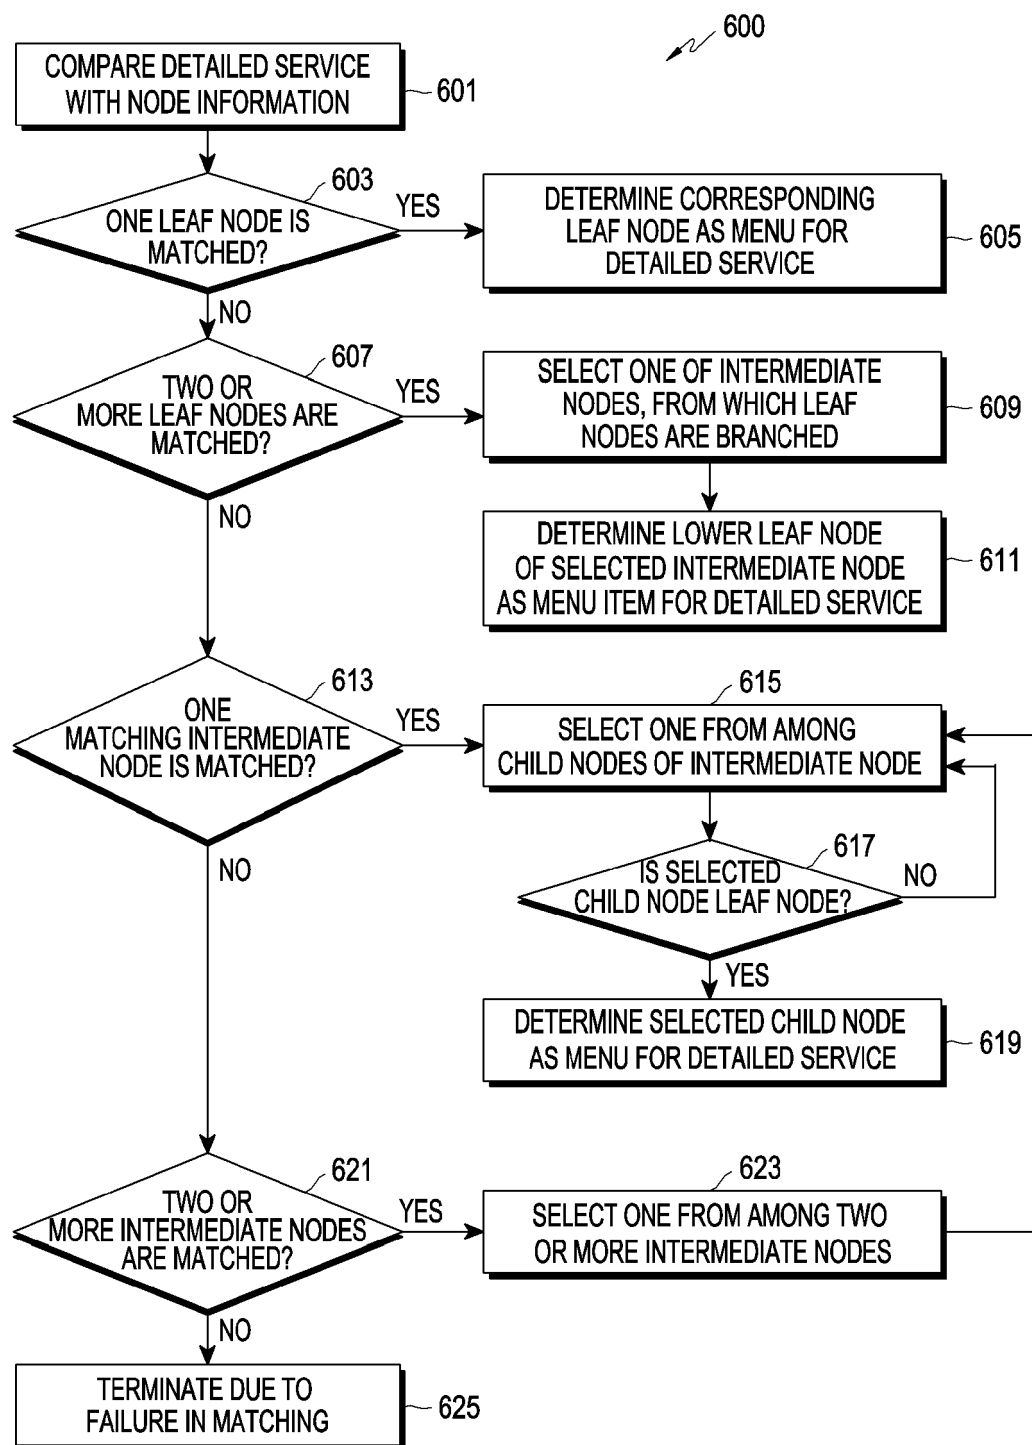 600
COMPARE DETAILED SERVICE
WITH NODE INFORMATION
601
603
ONE LEAF NODE IS
MATCHED?
YES
DETERMINE CORRESPONDING
LEAF NODE AS MENU FOR
DETAILED SERVICE
605
NO
607
TWO OR
MORE LEAF NODES ARE
MATCHED?
YES
SELECT ONE OF INTERMEDIATE
NODES, FROM WHICH LEAF
NODES ARE BRANCHED
609
NO
DETERMINE LOWER LEAF NODE
OF SELECTED INTERMEDIATE NODE
AS MENU ITEM FOR DETAILED SERVICE
611
613
ONE
MATCHING INTERMEDIATE
NODE IS MATCHED?
YES
615
SELECT ONE FROM AMONG
CHILD NODES OF INTERMEDIATE NODE
NO
617
IS SELECTED
CHILD NODE LEAF NODE?
NO
YES
DETERMINE SELECTED CHILD NODE
AS MENU FOR DETAILED SERVICE
619
621
TWO OR
MORE INTERMEDIATE NODES
ARE MATCHED?
YES
623
SELECT ONE FROM AMONG TWO
OR MORE INTERMEDIATE NODES
NO
TERMINATE DUE TO
FAILURE IN MATCHING
625